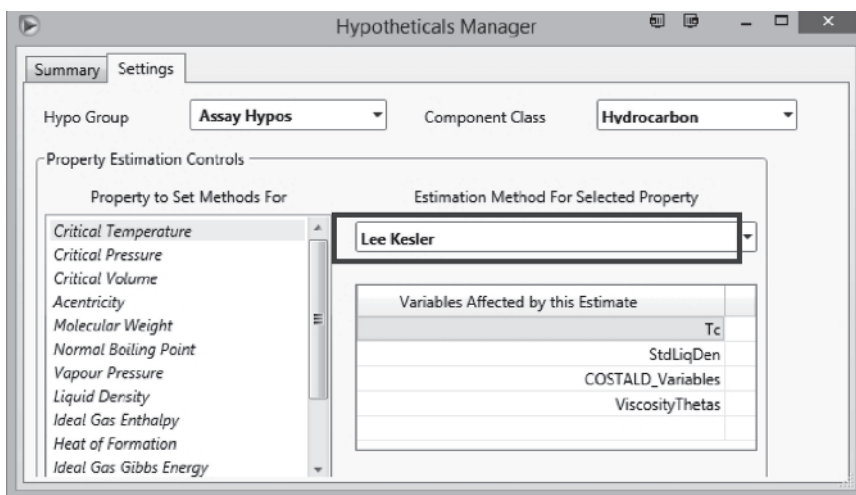 Hypotheticals Manager
Summary
Settings
Hypo Group
Assay Hypos
Component Class
Hydrocarbon
Property Estimation Controls
Property to Set Methods For
Estimation Method For Selected Property
Critical Temperature
Critical Pressure
Critical Volume
Acentricity
Molecular Weight
Normal Boiling Point
Vapour Pressure
Liquid Density
Ideal Gas Enthalpy
Heat of Formation
Ideal Gas Gibbs Energy
Lee Kesler
Variables Affected by this Estimate
Tc
StdLiqDen
COSTALD_Variables
ViscosityThetas